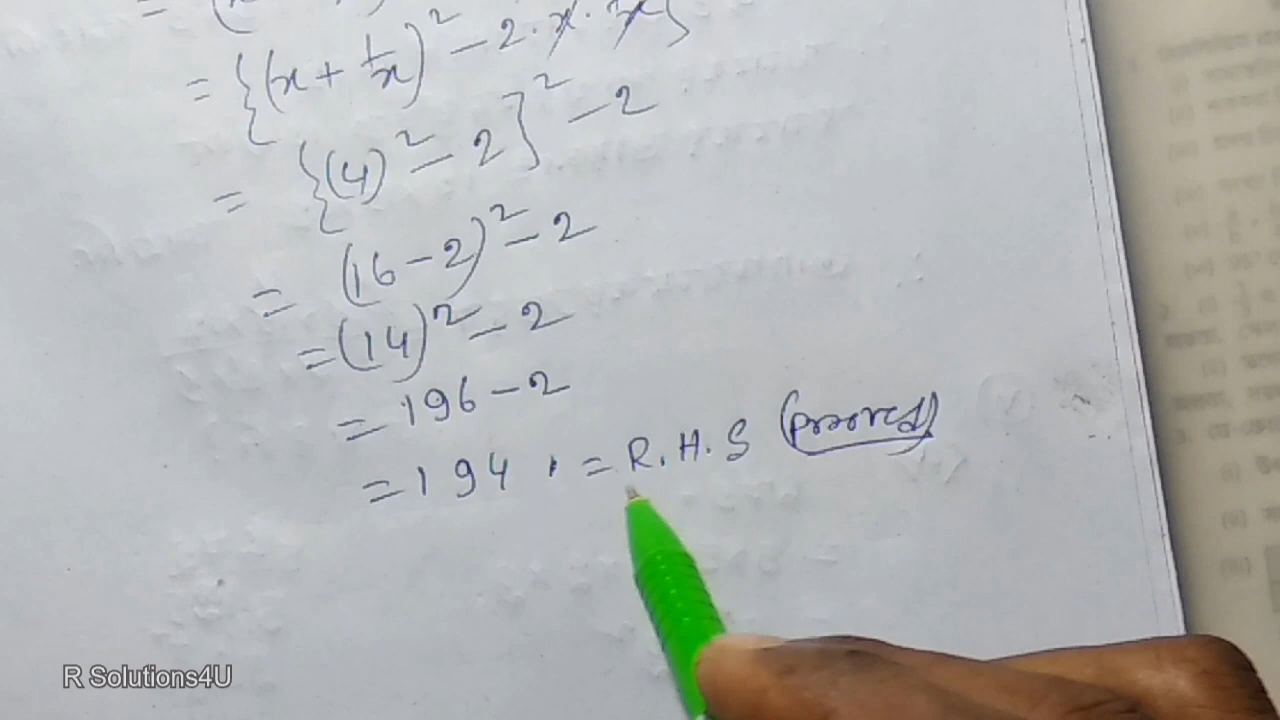 = {(x + 1/x)² - 2 · x · 1/x}
= {(4)² - 2}² - 2
= (16 - 2)² - 2
= (14)² - 2
= 196 - 2
= 194 . = R.H.S (Prooved)
R Solutions4U